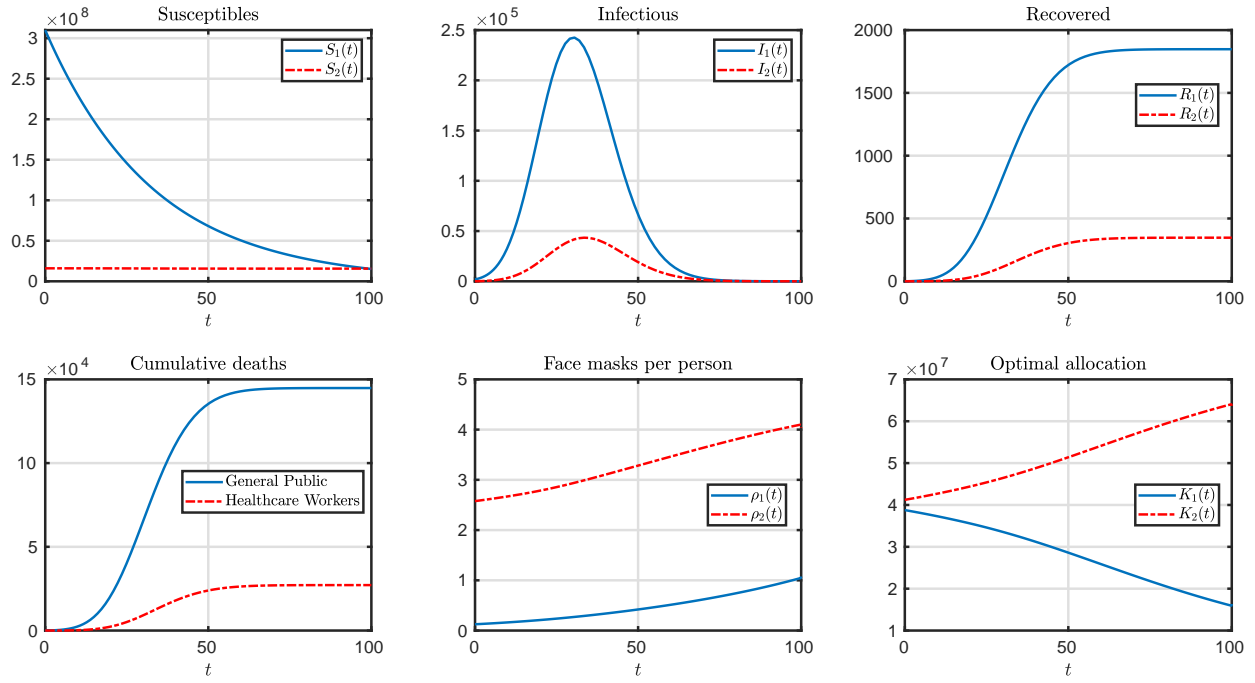 Susceptibles
×10^8
3
2.5
2
1.5
1
0.5
0
0
50
100
t
S_1(t)
S_2(t)
Infectious
×10^5
2.5
2
1.5
1
0.5
0
0
50
100
t
I_1(t)
I_2(t)
Recovered
2000
1500
1000
500
0
0
50
100
t
R_1(t)
R_2(t)
Cumulative deaths
×10^4
15
10
5
0
0
50
100
t
General Public
Healthcare Workers
Face masks per person
5
4
3
2
1
0
0
50
100
t
ρ_1(t)
ρ_2(t)
Optimal allocation
×10^7
7
6
5
4
3
2
1
0
50
100
t
K_1(t)
K_2(t)